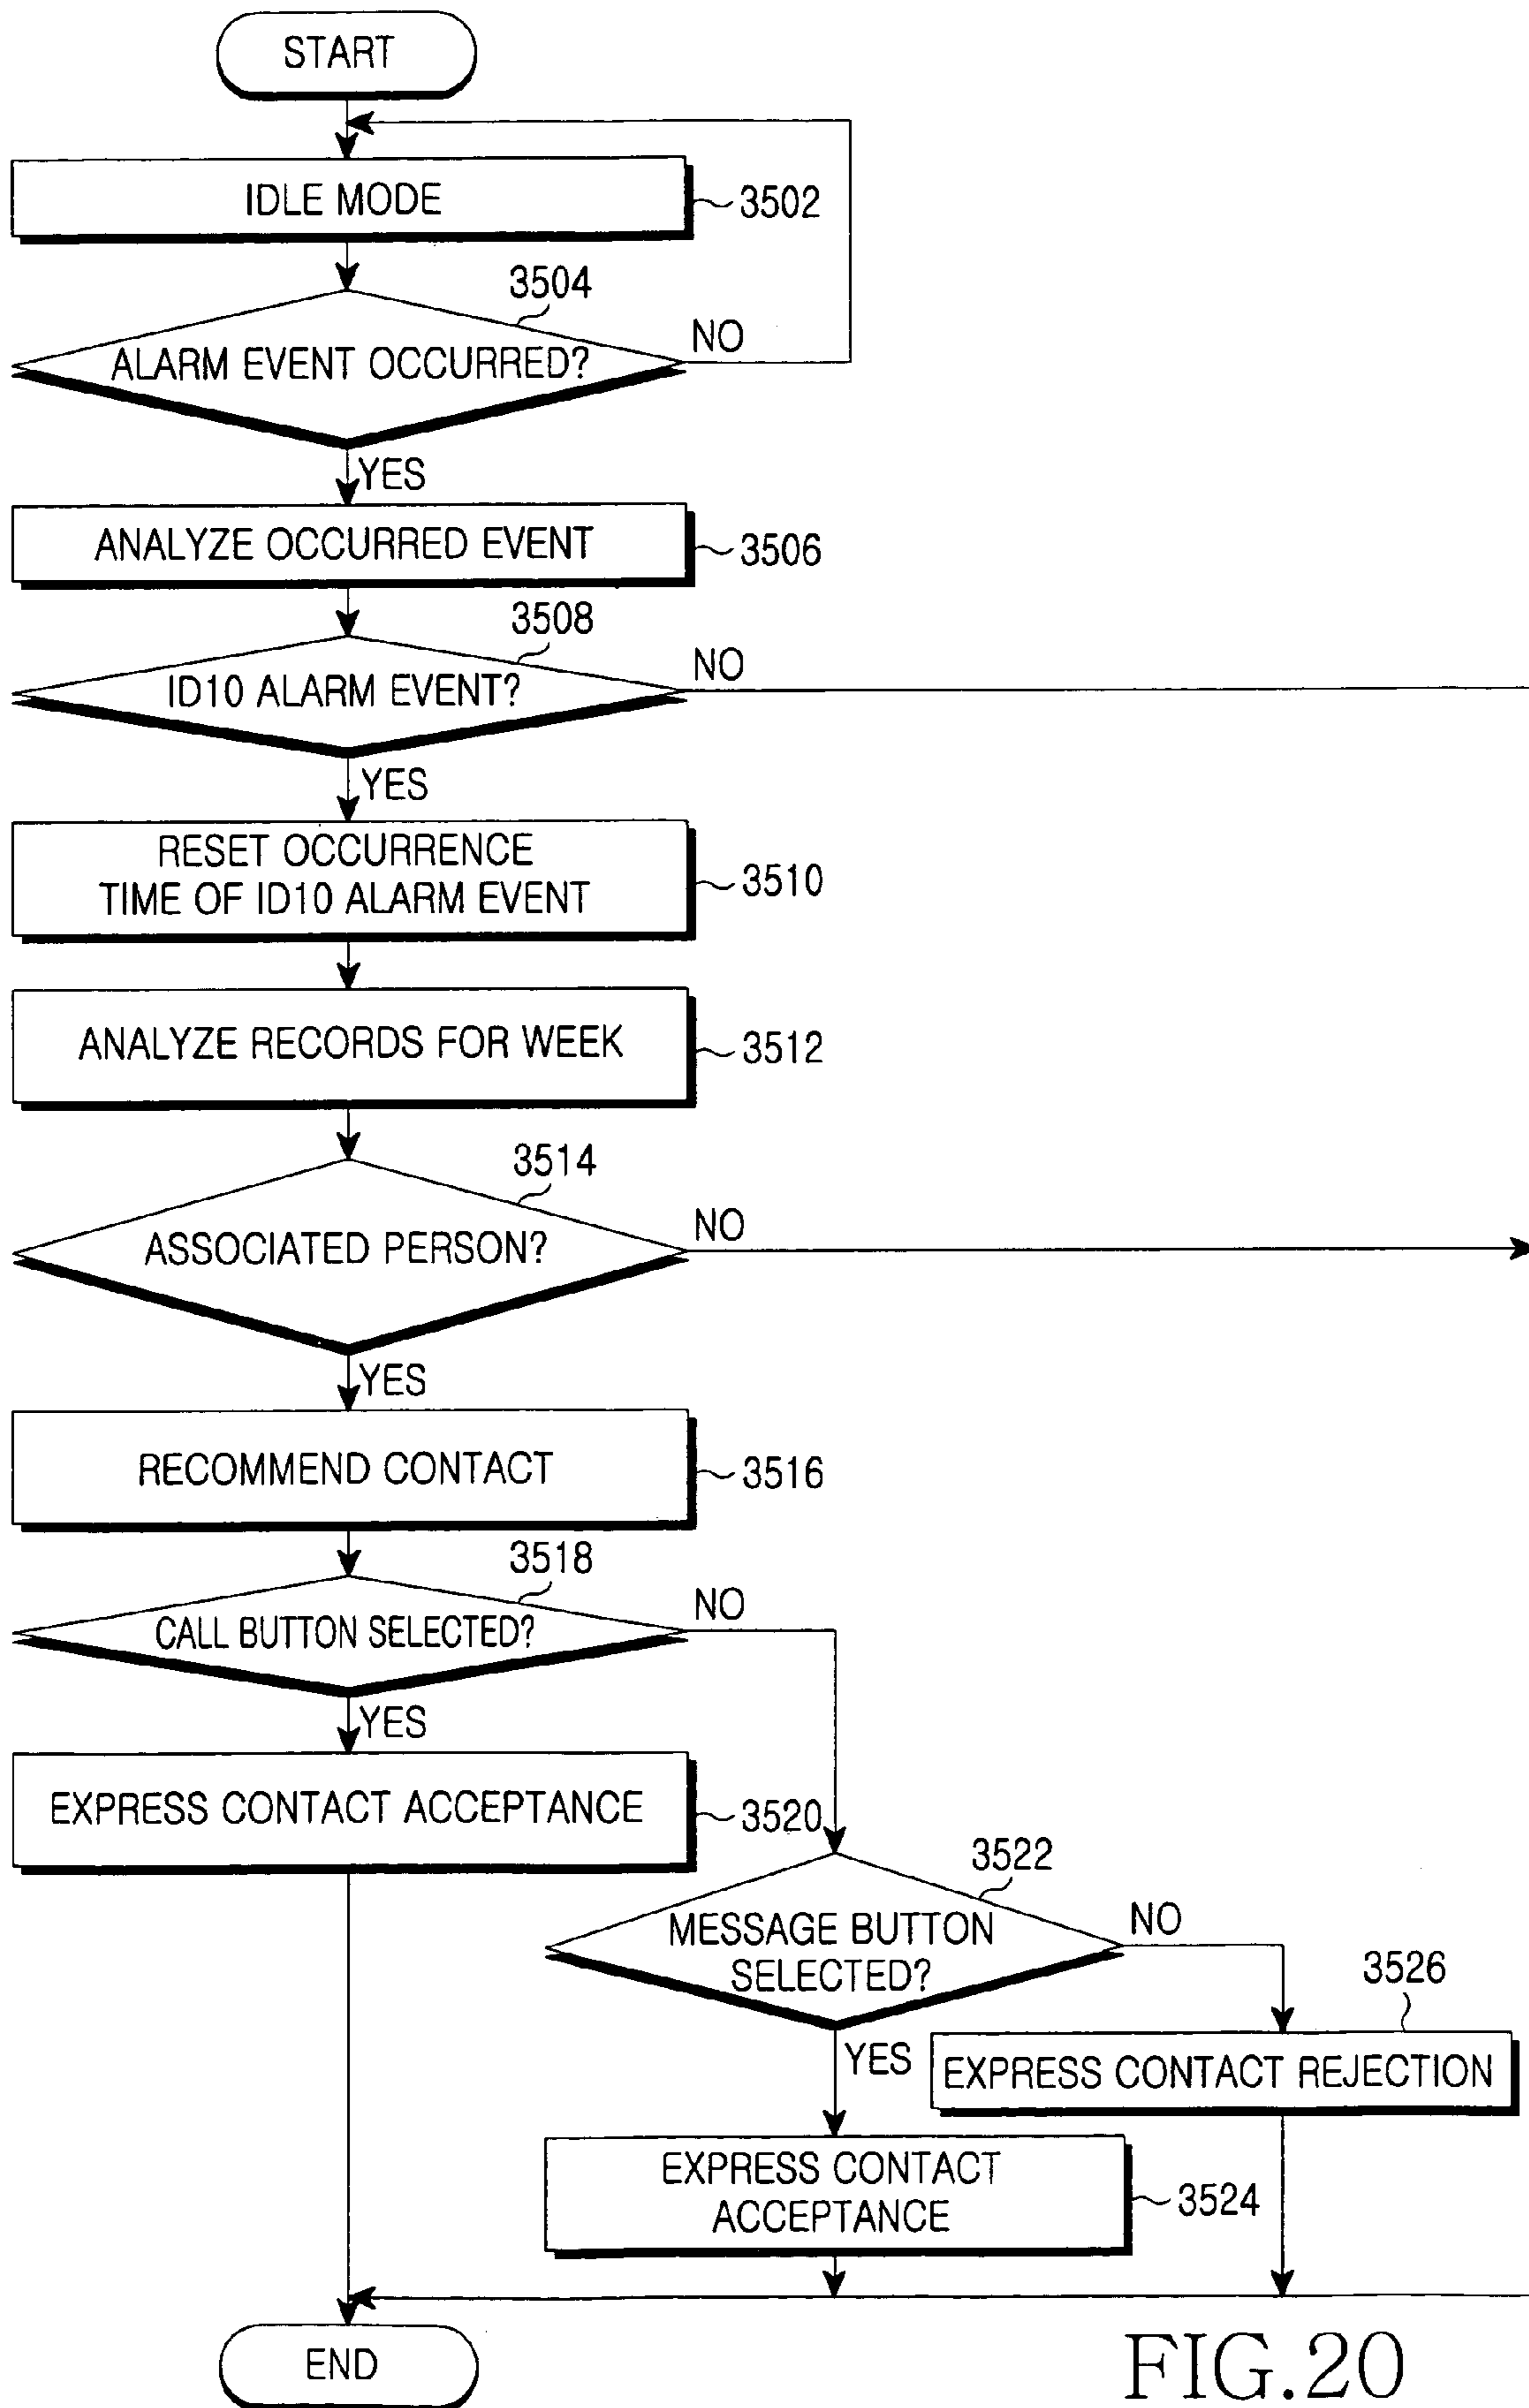 START
IDLE MODE
3502
3504
ALARM EVENT OCCURRED?
NO
YES
ANALYZE OCCURRED EVENT
3506
3508
ID10 ALARM EVENT?
NO
YES
RESET OCCURRENCE
TIME OF ID10 ALARM EVENT
3510
ANALYZE RECORDS FOR WEEK
3512
3514
ASSOCIATED PERSON?
NO
YES
RECOMMEND CONTACT
3516
3518
CALL BUTTON SELECTED?
NO
YES
EXPRESS CONTACT ACCEPTANCE
3520
3522
MESSAGE BUTTON
SELECTED?
NO
YES
3526
EXPRESS CONTACT REJECTION
EXPRESS CONTACT
ACCEPTANCE
3524
END
FIG.20